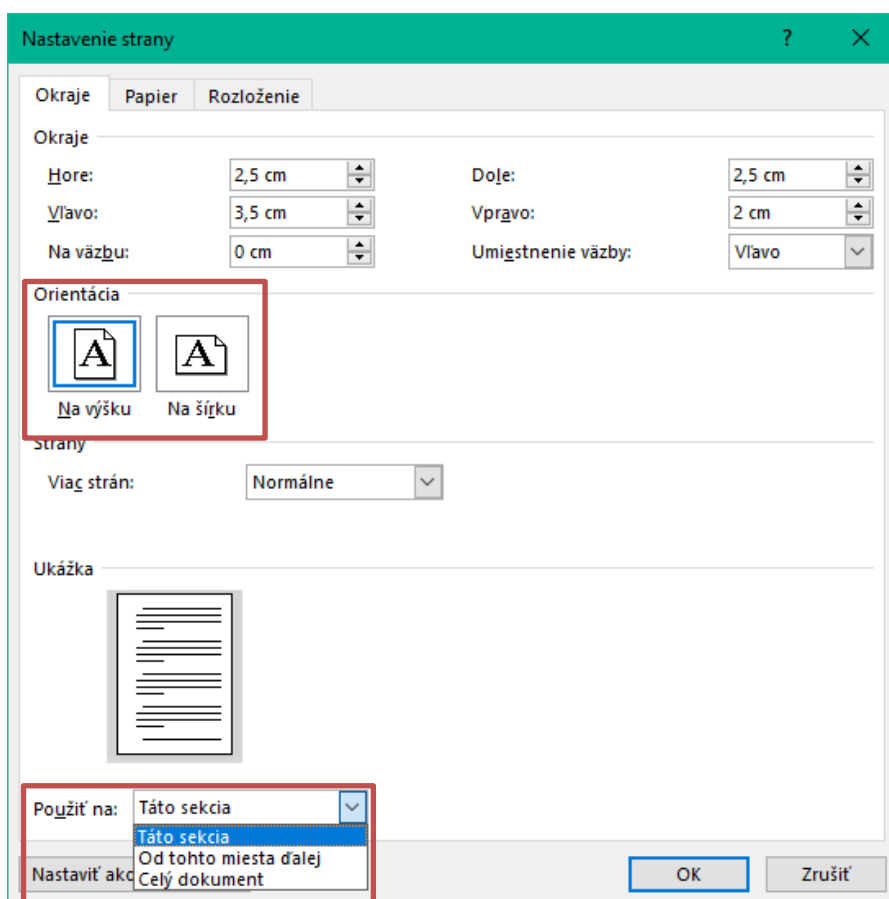 Nastavenie strany ? ×
Okraje Papier Rozloženie
Okraje
Hore: 2,5 cm Dole: 2,5 cm
Vľavo: 3,5 cm Vpravo: 2 cm
Na väzbu: 0 cm Umiestnenie väzby: Vľavo
Orientácia
A A
Na výšku Na šírku
Strany
Viac strán: Normálne
Ukážka
Použiť na: Táto sekcia
Táto sekcia
Od tohto miesta ďalej
Celý dokument
Nastaviť ako OK Zrušiť